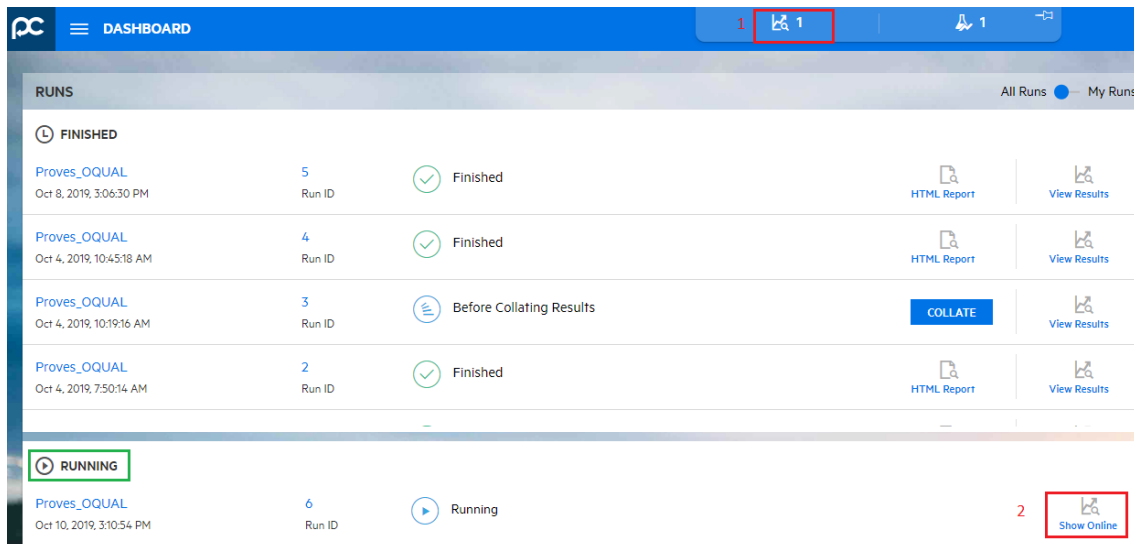 pc DASHBOARD 1 1 1
RUNS All Runs My Runs
FINISHED
Proves_OQUAL 5 Finished
Oct 8, 2019, 3:06:30 PM Run ID HTML Report View Results
Proves_OQUAL 4 Finished
Oct 4, 2019, 10:45:18 AM Run ID HTML Report View Results
Proves_OQUAL 3 Before Collating Results
Oct 4, 2019, 10:19:16 AM Run ID COLLATE View Results
Proves_OQUAL 2 Finished
Oct 4, 2019, 7:50:14 AM Run ID HTML Report View Results
RUNNING
Proves_OQUAL 6 Running 2
Oct 10, 2019, 3:10:54 PM Run ID Show Online